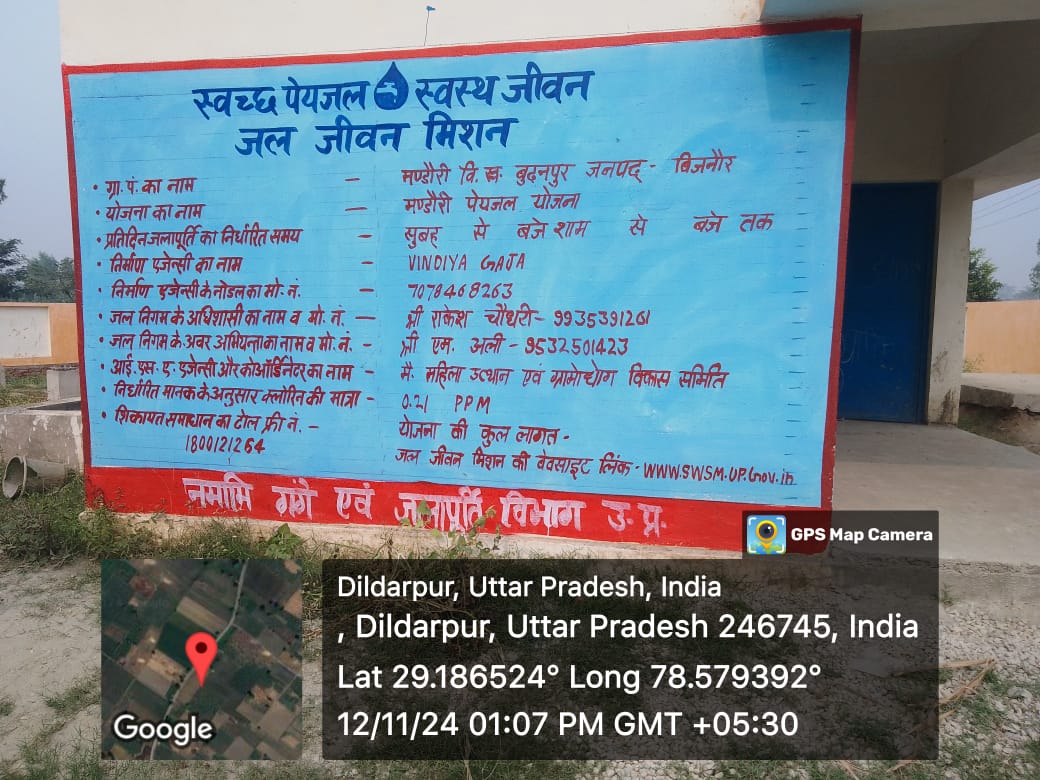 स्वच्छ पेयजल स्वस्थ जीवन
जल जीवन मिशन
• ग्रा. पं. का नाम – मण्डौरी वि. ख. बुदनपुर जनपद - बिजनौर
• योजना का नाम – मण्डौरी पेयजल योजना
• प्रतिदिन जलापूर्ति का निर्धारित समय – सुबह से बजे शाम से बजे तक
• निर्माण एजेन्सी का नाम – VINDIYA GAJA
• निर्माण एजेन्सी के नोडल का मो. नं. – 7078468263
• जल निगम के अधिशासी का नाम व मो. नं. – श्री राकेश चौधरी - 9935391261
• जल निगम के अवर अभियन्ता का नाम व मो. नं. - श्री एम. अली - 9532501423
• आई. एस. ए. एजेन्सी और कोऑर्डिनेटर का नाम – मै. महिला उत्थान एवं ग्रामोद्योग विकास समिति
• निर्धारित मानक के अनुसार क्लोरिन की मात्रा - 0.21 PPM
• शिकायत समाधान का टोल फ्री नं. – योजना की कुल लागत -
1800121264 जल जीवन मिशन की वेवसाइट लिंक - WWW.SWSM.UP.Gov.in
नमामि गंगे एवं जलापूर्ति विभाग उ. प्र.
GPS Map Camera
Dildarpur, Uttar Pradesh, India
, Dildarpur, Uttar Pradesh 246745, India
Lat 29.186524° Long 78.579392°
12/11/24 01:07 PM GMT +05:30
Google